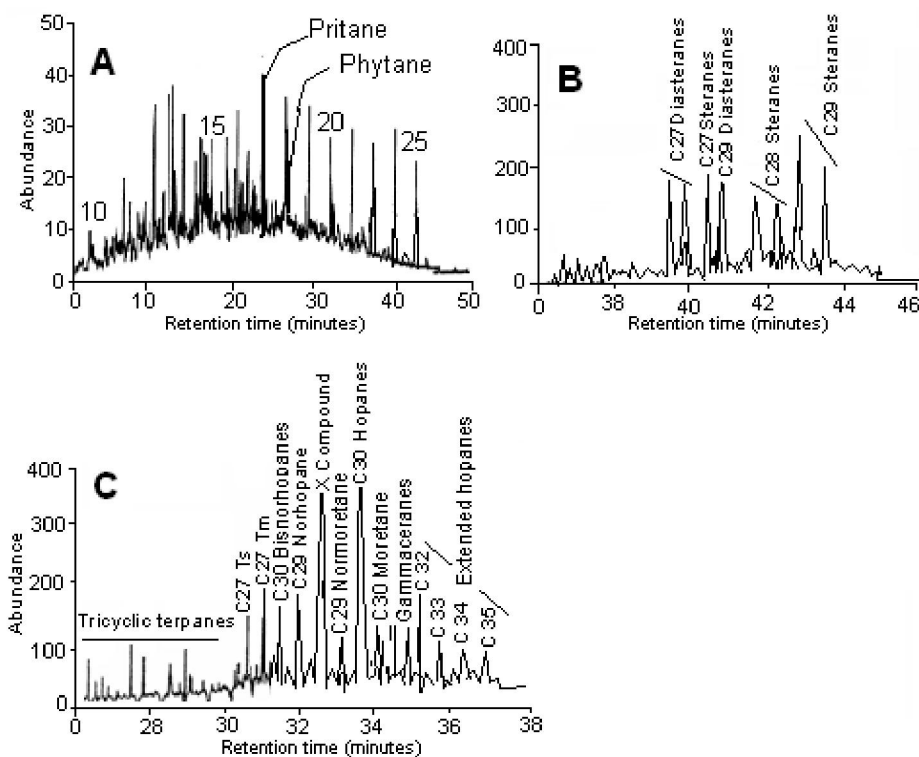 A
Pritane
Phytane
10
15
20
25
Abundance
50
40
30
20
10
0
0 10 20 30 40 50
Retention time (minutes)
B
C27 Diasteranes
C27 Steranes
C29 Diasteranes
C28 Steranes
C29 Steranes
400
300
200
100
0
0 38 40 42 44 46
Retention time (minutes)
C
Tricyclic terpanes
C27 Ts
C27 Tm
C30 Bisnorhopanes
C29 Norhopane
X Compound
C29 Normoretane
C30 Hopanes
C30 Moretane
Gammaceranes
C 32
C 33
Extended hopanes
C 34
C 35
Abundance
400
300
200
100
0
0 28 30 32 34 36 38
Retention time (minutes)